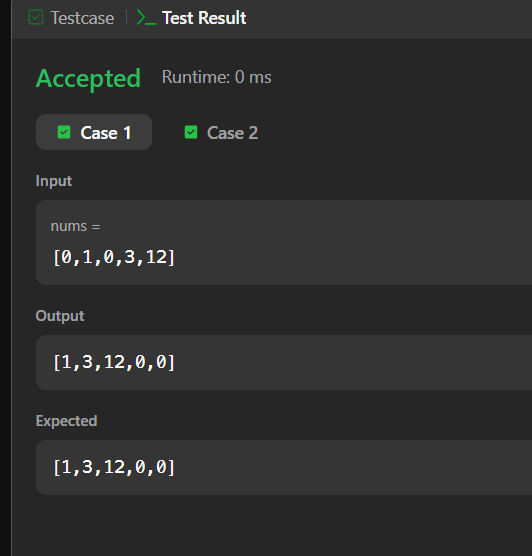 Testcase
Test Result
Accepted Runtime: 0 ms
Case 1 Case 2
Input
nums =
[0,1,0,3,12]
Output
[1,3,12,0,0]
Expected
[1,3,12,0,0]